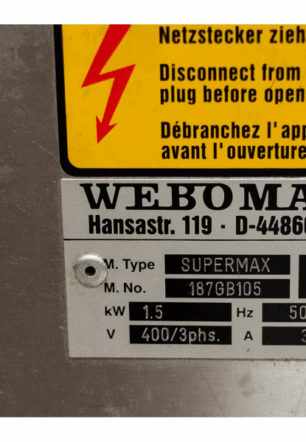 Netzstecker zieh
Disconnect from
plug before open
Débranchez l'app
avant l'ouverture
WEBOMA
Hansastr. 119 · D-4486
M. Type SUPERMAX
M. No. 187GB105
kW 1.5 Hz 50
V 400/3phs. A 3